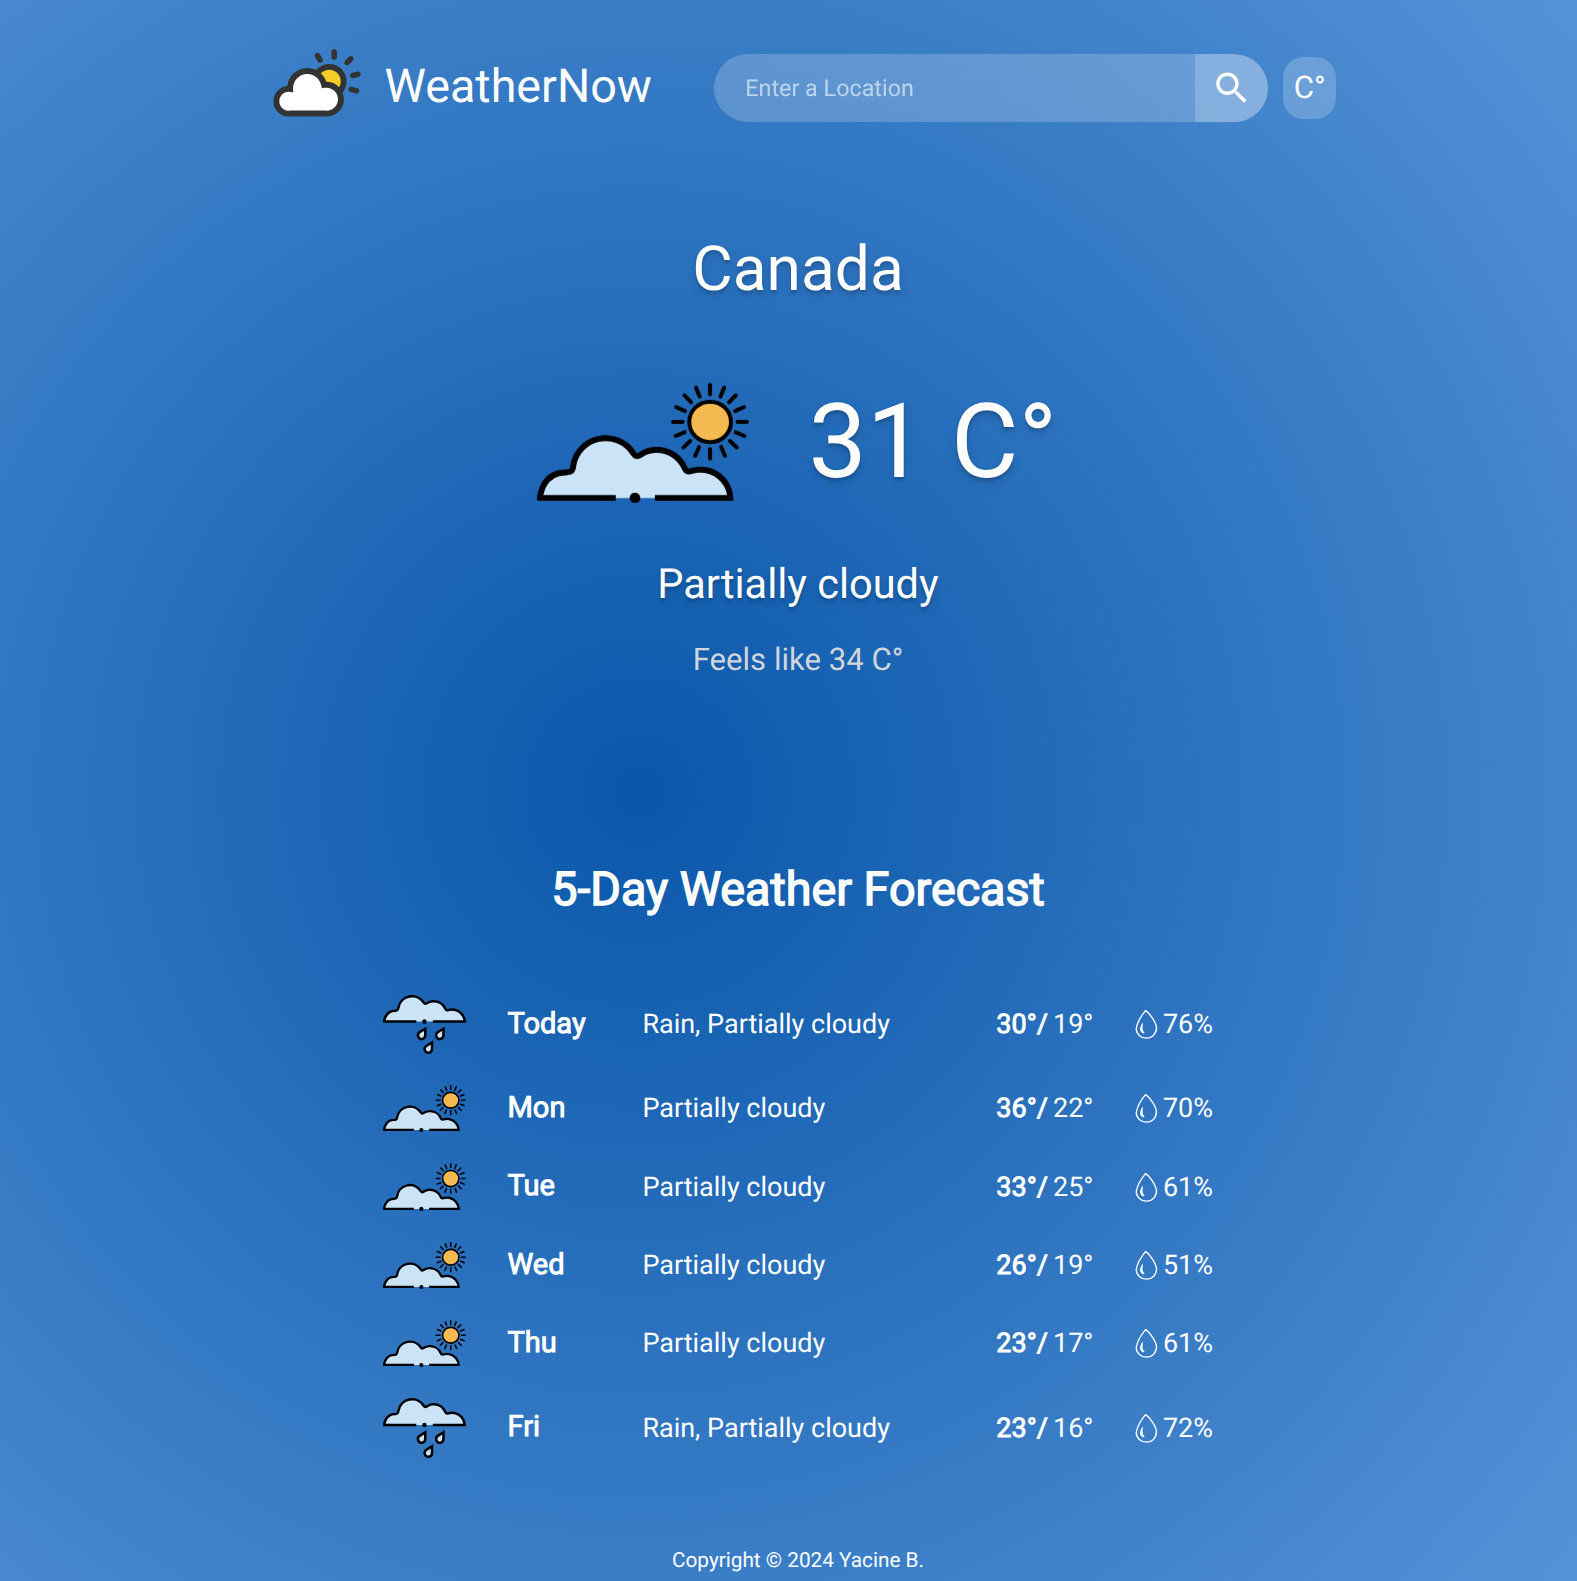 WeatherNow
Enter a Location
C°
Canada
31 C°
Partially cloudy
Feels like 34 C°
5-Day Weather Forecast
Today Rain, Partially cloudy 30°/ 19° 76%
Mon Partially cloudy 36°/ 22° 70%
Tue Partially cloudy 33°/ 25° 61%
Wed Partially cloudy 26°/ 19° 51%
Thu Partially cloudy 23°/ 17° 61%
Fri Rain, Partially cloudy 23°/ 16° 72%
Copyright © 2024 Yacine B.